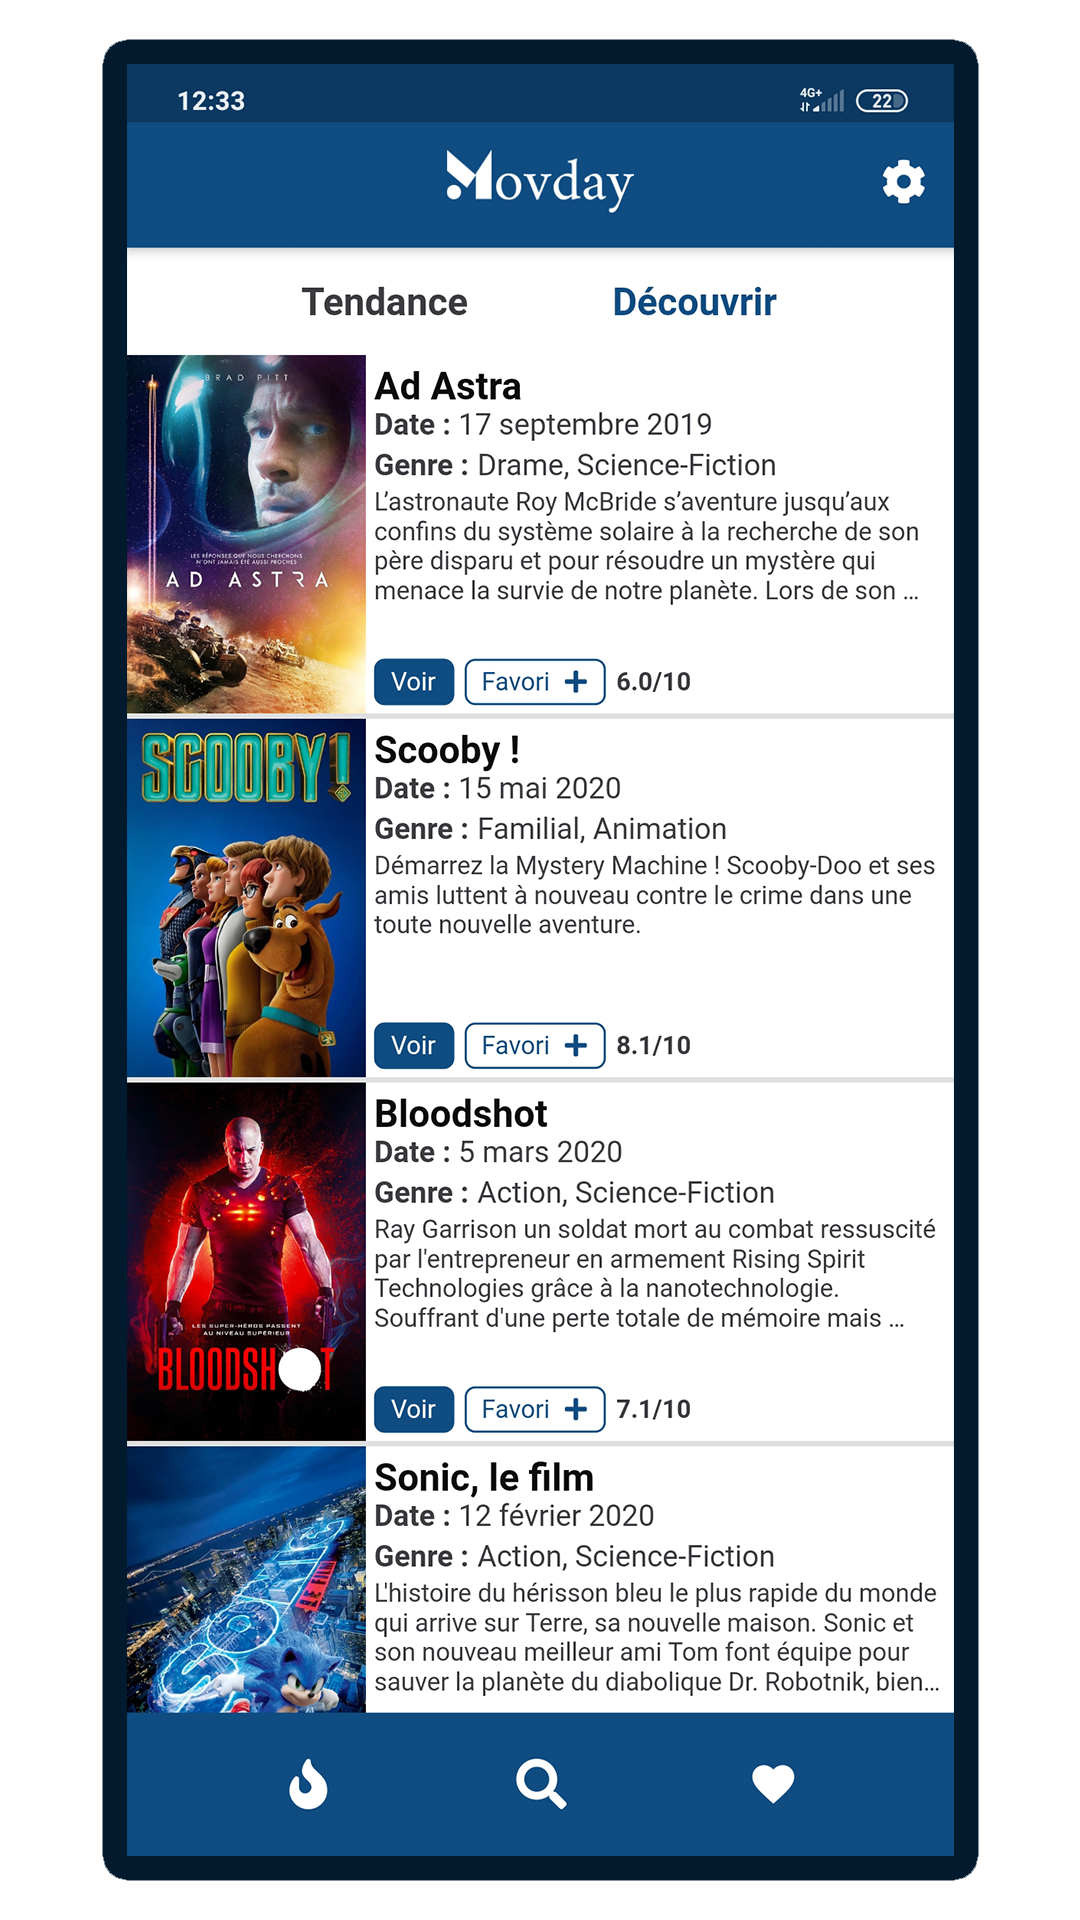 12:33
4G+
22
Movday
Tendance
Découvrir
BRAD PITT
LES RÉPONSES QUE NOUS CHERCHONS
N'ONT JAMAIS ÉTÉ AUSSI PROCHES
AD ASTRA
Ad Astra
Date : 17 septembre 2019
Genre : Drame, Science-Fiction
L’astronaute Roy McBride s’aventure jusqu’aux
confins du système solaire à la recherche de son
père disparu et pour résoudre un mystère qui
menace la survie de notre planète. Lors de son ...
Voir
Favori +
6.0/10
SCOOBY!
Scooby !
Date : 15 mai 2020
Genre : Familial, Animation
Démarrez la Mystery Machine ! Scooby-Doo et ses
amis luttent à nouveau contre le crime dans une
toute nouvelle aventure.
Voir
Favori +
8.1/10
LES SUPER-HÉROS PASSENT
AU NIVEAU SUPÉRIEUR
BLOODSHOT
Bloodshot
Date : 5 mars 2020
Genre : Action, Science-Fiction
Ray Garrison un soldat mort au combat ressuscité
par l'entrepreneur en armement Rising Spirit
Technologies grâce à la nanotechnologie.
Souffrant d'une perte totale de mémoire mais ...
Voir
Favori +
7.1/10
SONIC
LE FILM
Sonic, le film
Date : 12 février 2020
Genre : Action, Science-Fiction
L'histoire du hérisson bleu le plus rapide du monde
qui arrive sur Terre, sa nouvelle maison. Sonic et
son nouveau meilleur ami Tom font équipe pour
sauver la planète du diabolique Dr. Robotnik, bien...